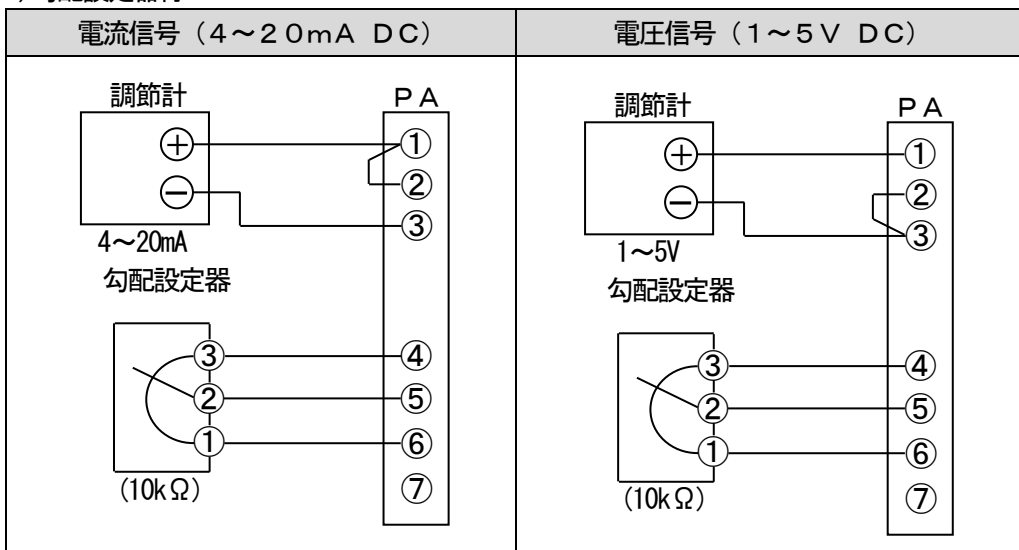 電流信号（4～20mA DC）
調節計
PA
＋
①
②
－
③
4～20mA
勾配設定器
③
④
②
⑤
①
⑥
(10kΩ)
⑦
電圧信号（1～5V DC）
調節計
PA
＋
①
②
－
③
1～5V
勾配設定器
③
④
②
⑤
①
⑥
(10kΩ)
⑦